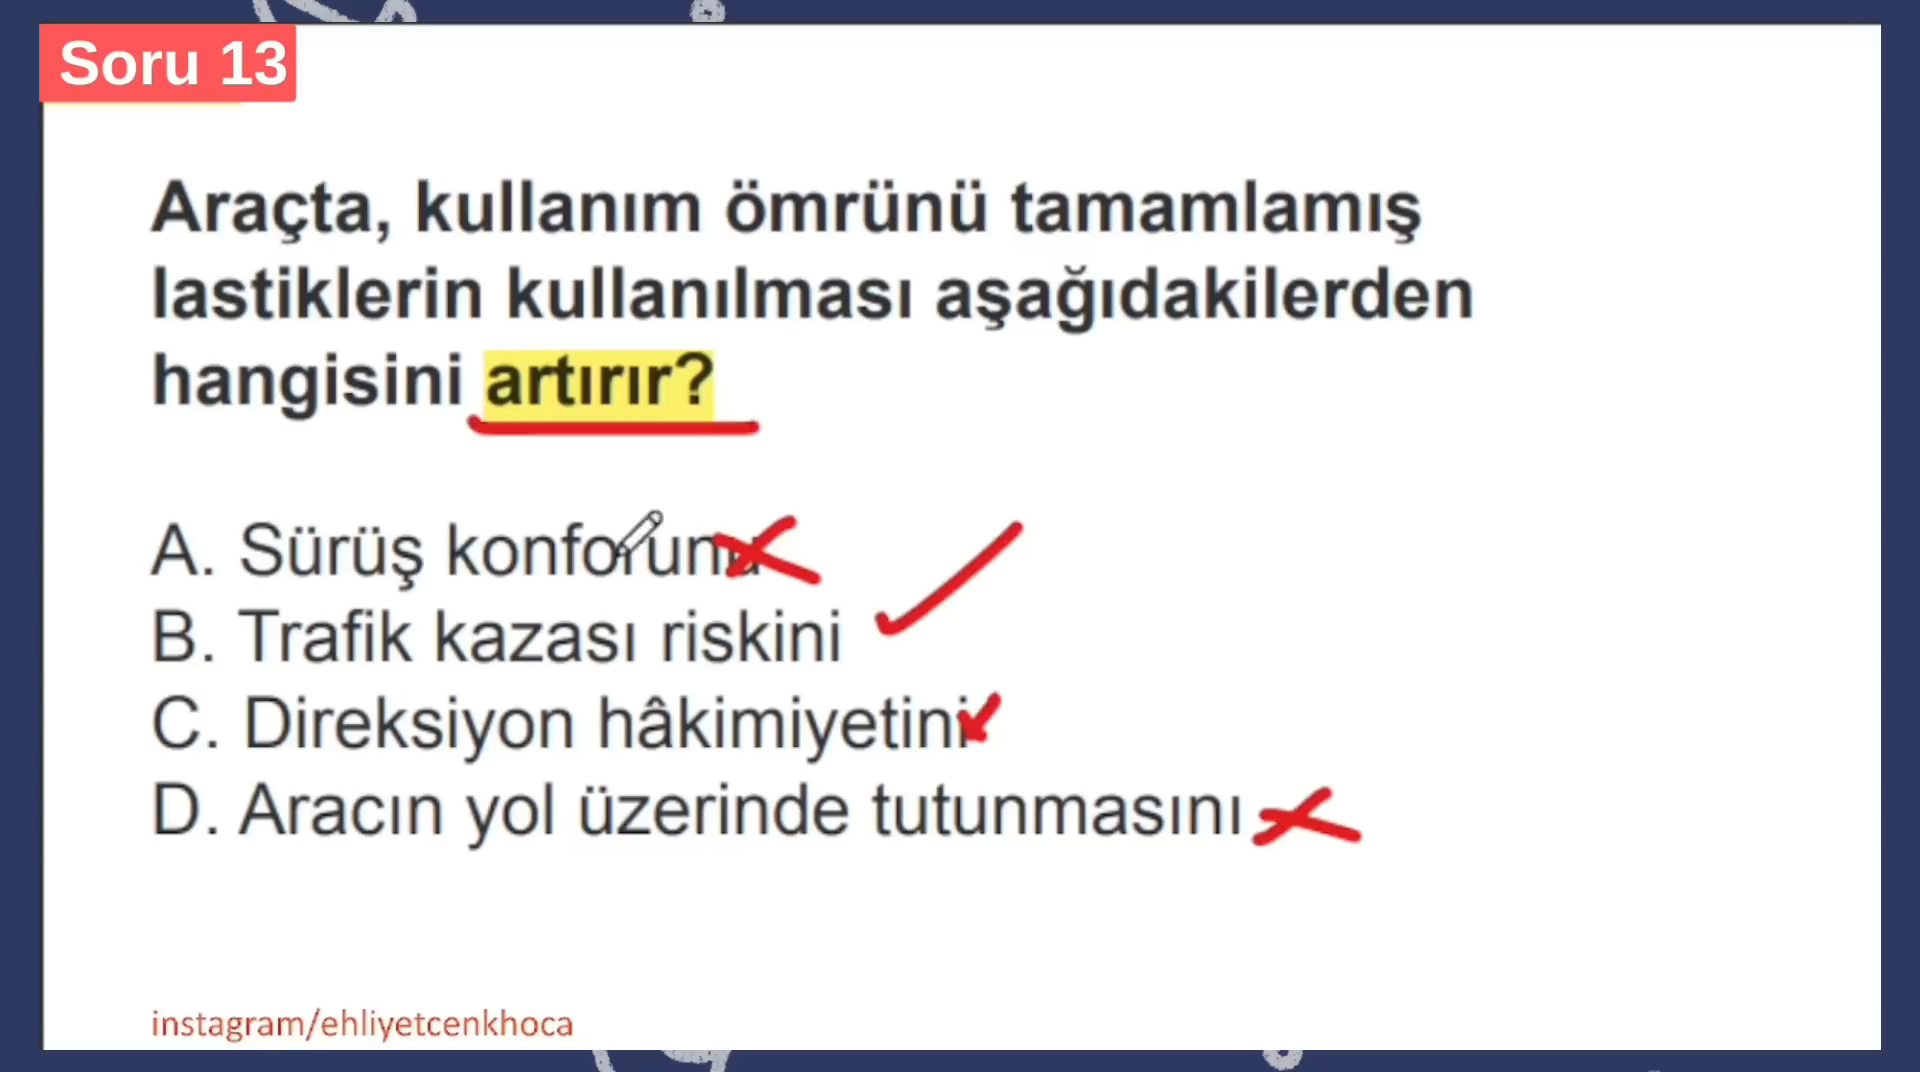 Soru 13
Araçta, kullanım ömrünü tamamlamış
lastiklerin kullanılması aşağıdakilerden
hangisini artırır?
A. Sürüş konforunu
B. Trafik kazası riskini
C. Direksiyon hâkimiyetini
D. Aracın yol üzerinde tutunmasını
instagram/ehliyetcenkhoca